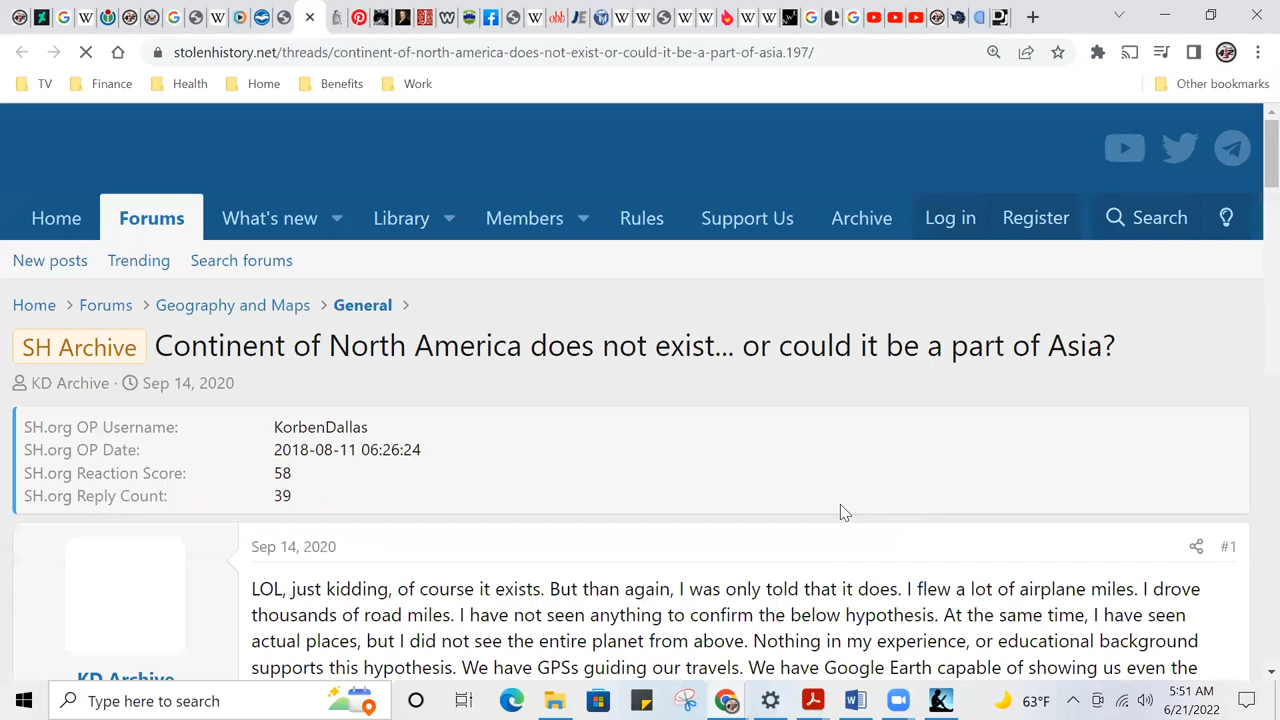 stolenhistory.net/threads/continent-of-north-america-does-not-exist-or-could-it-be-a-part-of-asia.197/
TV Finance Health Home Benefits Work Other bookmarks
Home Forums What's new Library Members Rules Support Us Archive Log in Register Search
New posts Trending Search forums
Home > Forums > Geography and Maps > General >
SH Archive Continent of North America does not exist... or could it be a part of Asia?
KD Archive · Sep 14, 2020
SH.org OP Username: KorbenDallas
SH.org OP Date: 2018-08-11 06:26:24
SH.org Reaction Score: 58
SH.org Reply Count: 39
Sep 14, 2020 #1
LOL, just kidding, of course it exists. But than again, I was only told that it does. I flew a lot of airplane miles. I drove
thousands of road miles. I have not seen anything to confirm the below hypothesis. At the same time, I have seen
actual places, but I did not see the entire planet from above. Nothing in my experience, or educational background
supports this hypothesis. We have GPSs guiding our travels. We have Google Earth capable of showing us even the
KD Archive
Type here to search 63°F 5:51 AM
6/21/2022